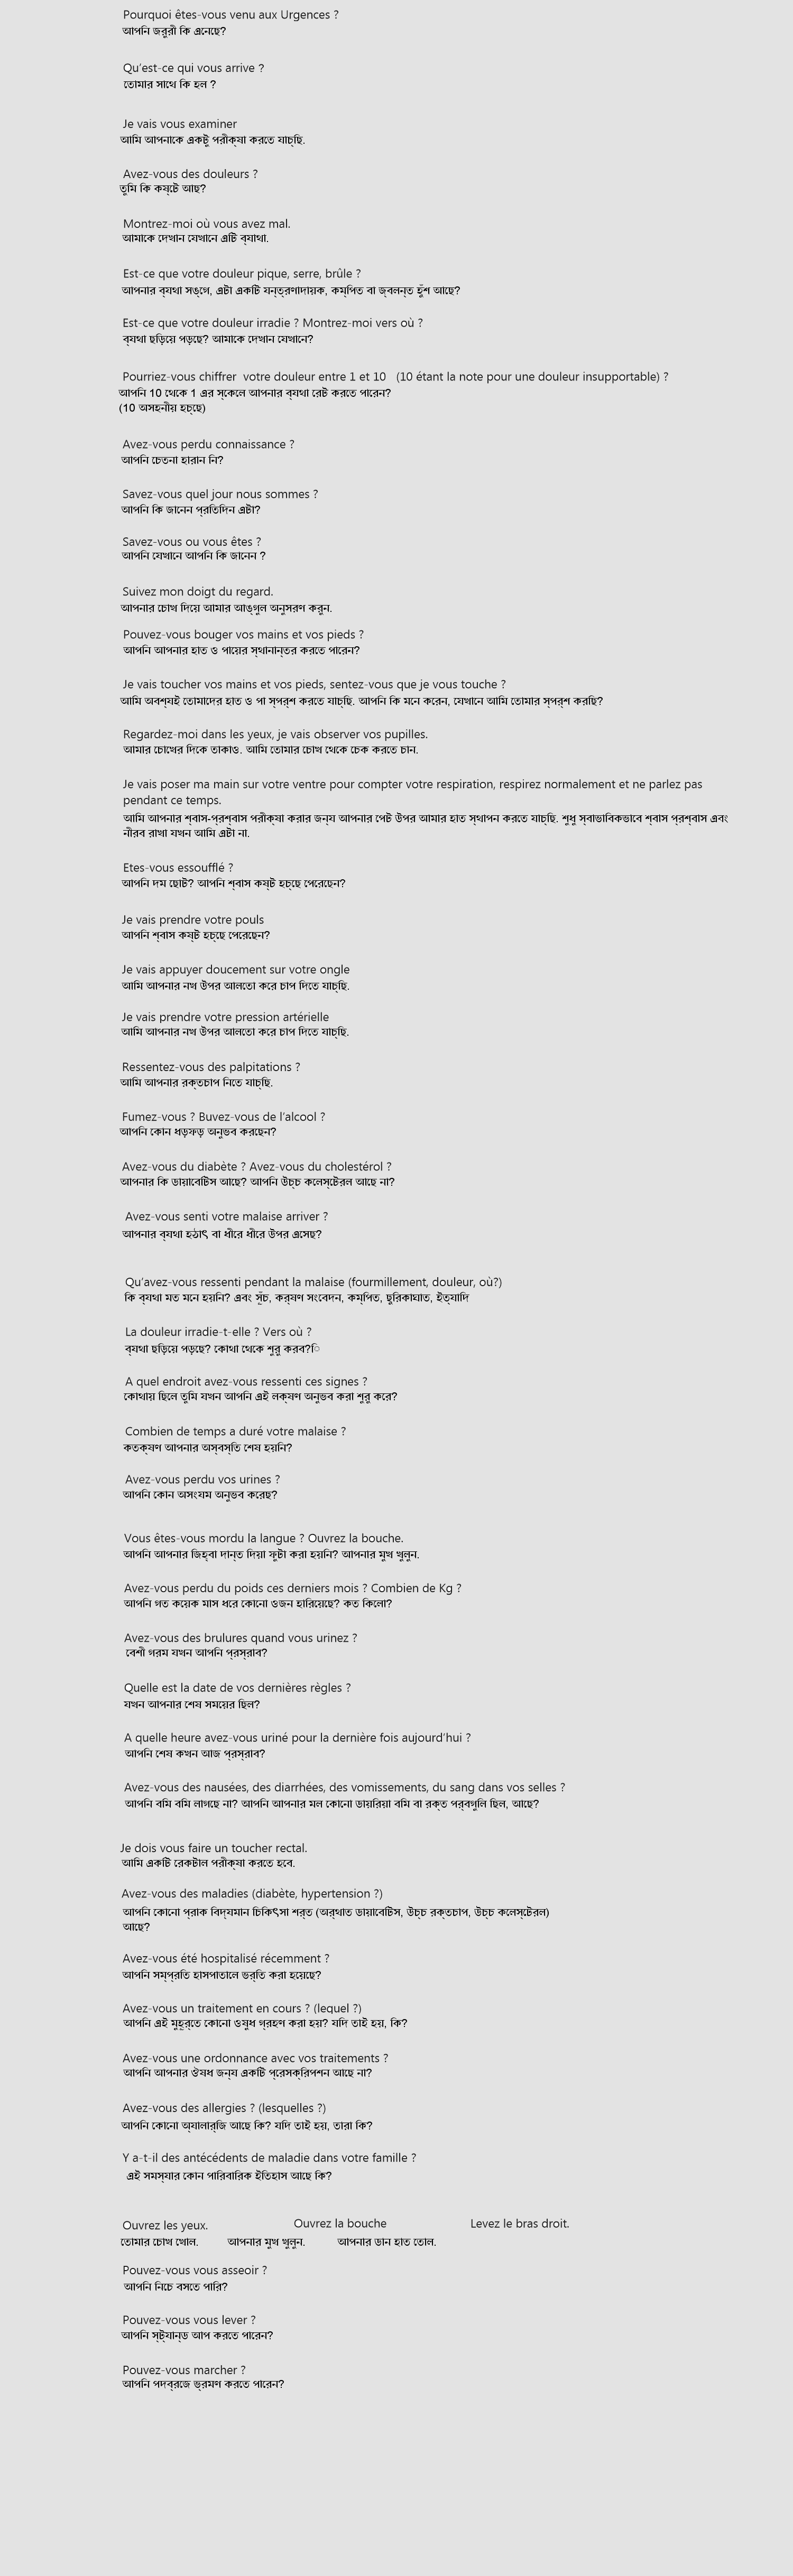 Pourquoi êtes-vous venu aux Urgences ?
আপনি জরুরী কি এনেছে?
Qu’est-ce qui vous arrive ?
তোমার সাথে কি হল ?
Je vais vous examiner
আমি আপনাকে একটু পরীক্ষা করতে যাচ্ছি.
Avez-vous des douleurs ?
তুমি কি কষ্টে আছ?
Montrez-moi où vous avez mal.
আমাকে দেখান যেখানে এটি ব্যাথা.
Est-ce que votre douleur pique, serre, brûle ?
আপনার ব্যথা সঙ্গে, এটা একটি যন্ত্রণাদায়ক, কম্পিত বা জ্বলন্ত হুঁশ আছে?
Est-ce que votre douleur irradie ? Montrez-moi vers où ?
ব্যথা ছড়িয়ে পড়ছে? আমাকে দেখান যেখানে?
Pourriez-vous chiffrer votre douleur entre 1 et 10 (10 étant la note pour une douleur insupportable) ?
আপনি 10 থেকে 1 এর স্কেলে আপনার ব্যথা রেট করতে পারেন?
(10 অসহনীয় হচ্ছে)
Avez-vous perdu connaissance ?
আপনি চেতনা হারান নি?
Savez-vous quel jour nous sommes ?
আপনি কি জানেন প্রতিদিন এটা?
Savez-vous ou vous êtes ?
আপনি যেখানে আপনি কি জানেন ?
Suivez mon doigt du regard.
আপনার চোখ দিয়ে আমার আঙ্গুল অনুসরণ করুন.
Pouvez-vous bouger vos mains et vos pieds ?
আপনি আপনার হাত ও পায়ের স্থানান্তর করতে পারেন?
Je vais toucher vos mains et vos pieds, sentez-vous que je vous touche ?
আমি অবশ্যই তোমাদের হাত ও পা স্পর্শ করতে যাচ্ছি. আপনি কি মনে করেন, যেখানে আমি তোমার স্পর্শ করছি?
Regardez-moi dans les yeux, je vais observer vos pupilles.
আমার চোখের দিকে তাকাও. আমি তোমার চোখ থেকে চেক করতে চান.
Je vais poser ma main sur votre ventre pour compter votre respiration, respirez normalement et ne parlez pas
pendant ce temps.
আমি আপনার শ্বাস-প্রশ্বাস পরীক্ষা করার জন্য আপনার পেট উপর আমার হাত স্থাপন করতে যাচ্ছি. শুধু স্বাভাবিকভাবে শ্বাস প্রশ্বাস এবং
নীরব রাখা যখন আমি এটা না.
Etes-vous essoufflé ?
আপনি দম ছোট? আপনি শ্বাস কষ্ট হচ্ছে পেরেছেন?
Je vais prendre votre pouls
আপনি শ্বাস কষ্ট হচ্ছে পেরেছেন?
Je vais appuyer doucement sur votre ongle
আমি আপনার নখ উপর আলতো করে চাপ দিতে যাচ্ছি.
Je vais prendre votre pression artérielle
আমি আপনার নখ উপর আলতো করে চাপ দিতে যাচ্ছি.
Ressentez-vous des palpitations ?
আমি আপনার রক্তচাপ নিতে যাচ্ছি.
Fumez-vous ? Buvez-vous de l’alcool ?
আপনি কোন ধড়ফড় অনুভব করছেন?
Avez-vous du diabète ? Avez-vous du cholestérol ?
আপনার কি ডায়াবেটিস আছে? আপনি উচ্চ কলেস্টেরল আছে না?
Avez-vous senti votre malaise arriver ?
আপনার ব্যথা হঠাৎ বা ধীরে ধীরে উপর এসেছ?
Qu’avez-vous ressenti pendant la malaise (fourmillement, douleur, où?)
কি ব্যথা মত মনে হয়নি? এবং সূঁচ, কর্ষণ সংবেদন, কম্পিত, ছুরিকাঘাত, ইত্যাদি
La douleur irradie-t-elle ? Vers où ?
ব্যথা ছড়িয়ে পড়ছে? কোথা থেকে শুরু করব?ি
A quel endroit avez-vous ressenti ces signes ?
কোথায় ছিলে তুমি যখন আপনি এই লক্ষণ অনুভব করা শুরু করে?
Combien de temps a duré votre malaise ?
কতক্ষণ আপনার অস্বস্তি শেষ হয়নি?
Avez-vous perdu vos urines ?
আপনি কোন অসংযম অনুভব করেছ?
Vous êtes-vous mordu la langue ? Ouvrez la bouche.
আপনি আপনার জিহ্বা দান্ত দিয়া ফুটা করা হয়নি? আপনার মুখ খুলুন.
Avez-vous perdu du poids ces derniers mois ? Combien de Kg ?
আপনি গত কয়েক মাস ধরে কোনো ওজন হারিয়েছে? কত কিলো?
Avez-vous des brulures quand vous urinez ?
বেশী গরম যখন আপনি প্রস্রাব?
Quelle est la date de vos dernières règles ?
যখন আপনার শেষ সময়ের ছিল?
A quelle heure avez-vous uriné pour la dernière fois aujourd’hui ?
আপনি শেষ কখন আজ প্রস্রাব?
Avez-vous des nausées, des diarrhées, des vomissements, du sang dans vos selles ?
আপনি বমি বমি লাগছে না? আপনি আপনার মল কোনো ডায়রিয়া বমি বা রক্ত পর্বগুলি ছিল, আছে?
Je dois vous faire un toucher rectal.
আমি একটি রেকটাল পরীক্ষা করতে হবে.
Avez-vous des maladies (diabète, hypertension ?)
আপনি কোনো প্রাক বিদ্যমান চিকিৎসা শর্ত (অর্থাত ডায়াবেটিস, উচ্চ রক্তচাপ, উচ্চ কলেস্টেরল)
আছে?
Avez-vous été hospitalisé récemment ?
আপনি সম্প্রতি হাসপাতালে ভর্তি করা হয়েছে?
Avez-vous un traitement en cours ? (lequel ?)
আপনি এই মুহূর্তে কোনো ওষুধ গ্রহণ করা হয়? যদি তাই হয়, কি?
Avez-vous une ordonnance avec vos traitements ?
আপনি আপনার ঔষধ জন্য একটি প্রেসক্রিপশন আছে না?
Avez-vous des allergies ? (lesquelles ?)
আপনি কোনো অ্যালার্জি আছে কি? যদি তাই হয়, তারা কি?
Y a-t-il des antécédents de maladie dans votre famille ?
এই সমস্যার কোন পারিবারিক ইতিহাস আছে কি?
Ouvrez les yeux. Ouvrez la bouche Levez le bras droit.
তোমার চোখ খোল. আপনার মুখ খুলুন. আপনার ডান হাত তোল.
Pouvez-vous vous asseoir ?
আপনি নিচে বসতে পারি?
Pouvez-vous vous lever ?
আপনি স্ট্যান্ড আপ করতে পারেন?
Pouvez-vous marcher ?
আপনি পদব্রজে ভ্রমণ করতে পারেন?